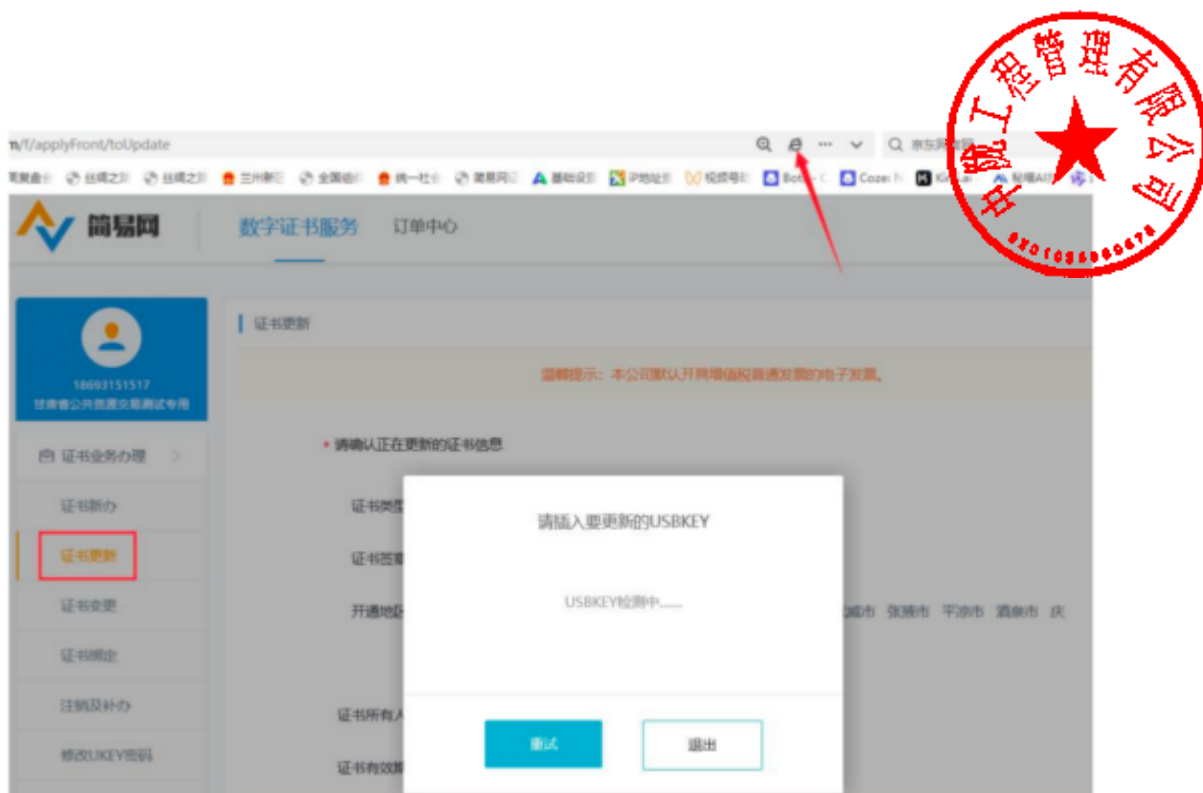 中
工程管理有限公司
/f/applyFront/toUpdate
简易网
数字证书服务 订单中心
证书更新
18693151517
甘肃省公共资源交易测试专用
温馨提示：本公司默认开具增值税普通发票的电子发票。
证书业务办理
* 请确认正在更新的证书信息
证书新办
证书类型
请插入要更新的USBKEY
证书更新
证书签章
USBKEY检测中......
证书变更
开通地区
张掖市 平凉市 酒泉市 庆
证书绑定
注销及补办
证书所有人
重试
退出
修改UKEY密码
证书有效期